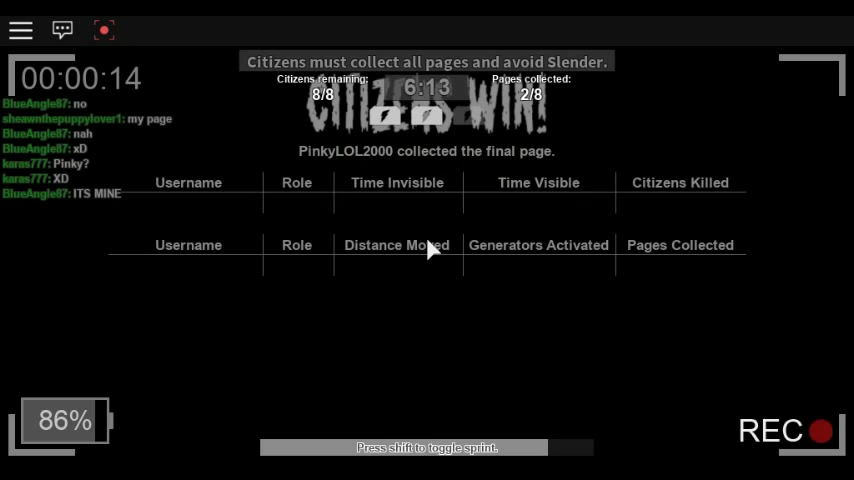 Citizens must collect all pages and avoid Slender.
00:00:14
Citizens remaining:
8/8
6:13
Pages collected:
2/8
CITIZENS WIN!
BlueAngle87: no
sheawnthepuppylover1: my page
BlueAngle87: nah
BlueAngle87: xD
karas777: Pinky?
karas777: XD
BlueAngle87: ITS MINE
PinkyLOL2000 collected the final page.
Username Role Time Invisible Time Visible Citizens Killed
Username Role Distance Moved Generators Activated Pages Collected
86%
Press shift to toggle sprint.
REC